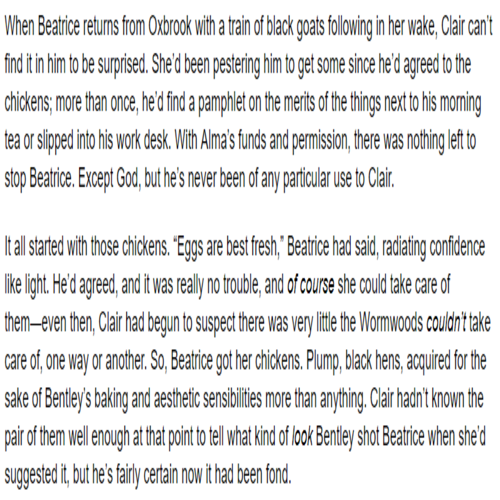 When Beatrice returns from Oxbrook with a train of black goats following in her wake, Clair can't
find it in him to be surprised. She'd been pestering him to get some since he'd agreed to the
chickens; more than once, he'd find a pamphlet on the merits of the things next to his morning
tea or slipped into his work desk. With Alma's funds and permission, there was nothing left to
stop Beatrice. Except God, but he's never been of any particular use to Clair.

It all started with those chickens. “Eggs are best fresh,” Beatrice had said, radiating confidence
like light. He'd agreed, and it was really no trouble, and of course she could take care of
them—even then, Clair had begun to suspect there was very little the Wormwoods couldn't take
care of, one way or another. So, Beatrice got her chickens. Plump, black hens, acquired for the
sake of Bentley's baking and aesthetic sensibilities more than anything. Clair hadn't known the
pair of them well enough at that point to tell what kind of look Bentley shot Beatrice when she'd
suggested it, but he's fairly certain now it had been fond.